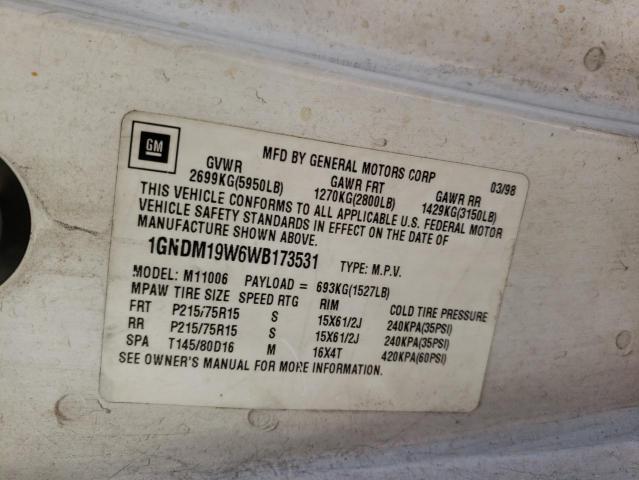 GM
MFD BY GENERAL MOTORS CORP 03/98
GVWR GAWR FRT GAWR RR
2699KG(5950LB) 1270KG(2800LB) 1429KG(3150LB)
THIS VEHICLE CONFORMS TO ALL APPLICABLE U.S. FEDERAL MOTOR
VEHICLE SAFETY STANDARDS IN EFFECT ON THE DATE OF
MANUFACTURE SHOWN ABOVE.
1GNDM19W6WB173531 TYPE: M.P.V.
MODEL: M11006 PAYLOAD = 693KG(1527LB)
MPAW TIRE SIZE SPEED RTG RIM COLD TIRE PRESSURE
FRT P215/75R15 S 15X61/2J 240KPA(35PSI)
RR P215/75R15 S 15X61/2J 240KPA(35PSI)
SPA T145/80D16 M 16X4T 420KPA(60PSI)
SEE OWNER'S MANUAL FOR MORE INFORMATION.